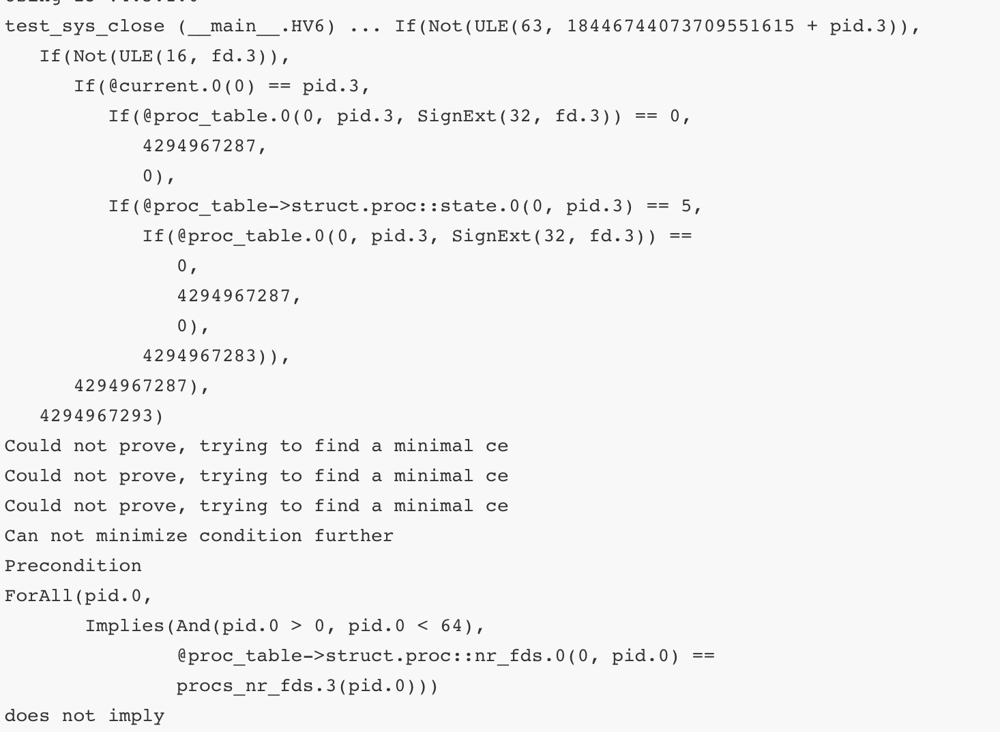 test_sys_close (__main__.HV6) ... If(Not(ULE(63, 18446744073709551615 + pid.3)),
   If(Not(ULE(16, fd.3)),
      If(@current.0(0) == pid.3,
         If(@proc_table.0(0, pid.3, SignExt(32, fd.3)) == 0,
            4294967287,
            0),
         If(@proc_table->struct.proc::state.0(0, pid.3) == 5,
            If(@proc_table.0(0, pid.3, SignExt(32, fd.3)) ==
               0,
               4294967287,
               0),
            4294967283)),
      4294967287),
   4294967293)
Could not prove, trying to find a minimal ce
Could not prove, trying to find a minimal ce
Could not prove, trying to find a minimal ce
Can not minimize condition further
Precondition
ForAll(pid.0,
       Implies(And(pid.0 > 0, pid.0 < 64),
               @proc_table->struct.proc::nr_fds.0(0, pid.0) ==
               procs_nr_fds.3(pid.0)))
does not imply